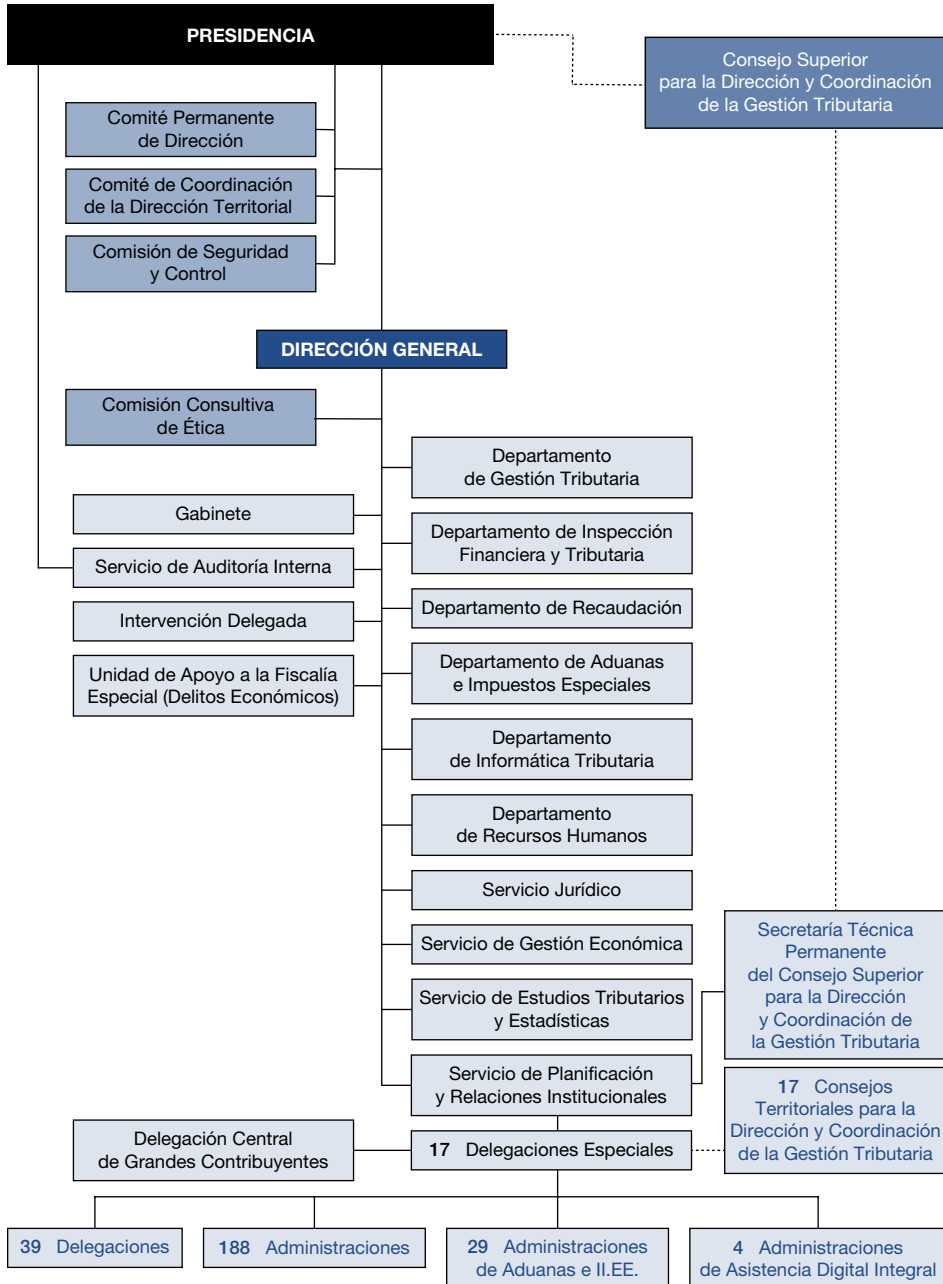 PRESIDENCIA
Consejo Superior
para la Dirección y Coordinación
de la Gestión Tributaria
Comité Permanente
de Dirección
Comité de Coordinación
de la Dirección Territorial
Comisión de Seguridad
y Control
DIRECCIÓN GENERAL
Comisión Consultiva
de Ética
Departamento
de Gestión Tributaria
Gabinete
Departamento de Inspección
Financiera y Tributaria
Servicio de Auditoría Interna
Departamento de Recaudación
Intervención Delegada
Departamento de Aduanas
e Impuestos Especiales
Unidad de Apoyo a la Fiscalía
Especial (Delitos Económicos)
Departamento
de Informática Tributaria
Departamento
de Recursos Humanos
Servicio Jurídico
Servicio de Gestión Económica
Servicio de Estudios Tributarios
y Estadísticas
Secretaría Técnica
Permanente
del Consejo Superior
para la Dirección
y Coordinación de
la Gestión Tributaria
Servicio de Planificación
y Relaciones Institucionales
17 Consejos
Territoriales para la
Dirección y Coordinación
de la Gestión Tributaria
Delegación Central
de Grandes Contribuyentes
17 Delegaciones Especiales
39 Delegaciones
188 Administraciones
29 Administraciones
de Aduanas e II.EE.
4 Administraciones
de Asistencia Digital Integral